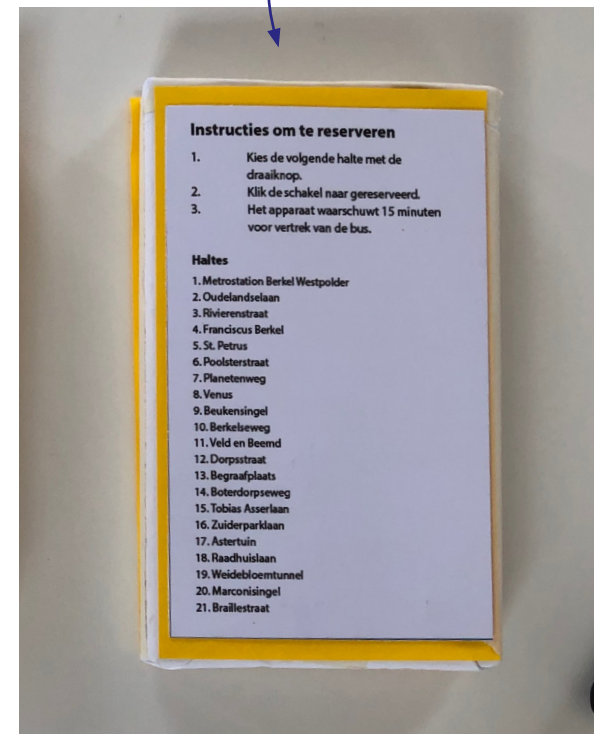 Instructies om te reserveren
1. Kies de volgende halte met de
draaiknop.
2. Klik de schakel naar gereserveerd.
3. Het apparaat waarschuwt 15 minuten
voor vertrek van de bus.
Haltes
1. Metrostation Berkel Westpolder
2. Oudelandselaan
3. Rivierenstraat
4. Franciscus Berkel
5. St. Petrus
6. Poolsterstraat
7. Planetenweg
8. Venus
9. Beukensingel
10. Berkelseweg
11. Veld en Beemd
12. Dorpsstraat
13. Begraafplaats
14. Boterdorpseweg
15. Tobias Asserlaan
16. Zuiderparklaan
17. Astertuin
18. Raadhuislaan
19. Weidebloemtunnel
20. Marconisingel
21. Braillestraat